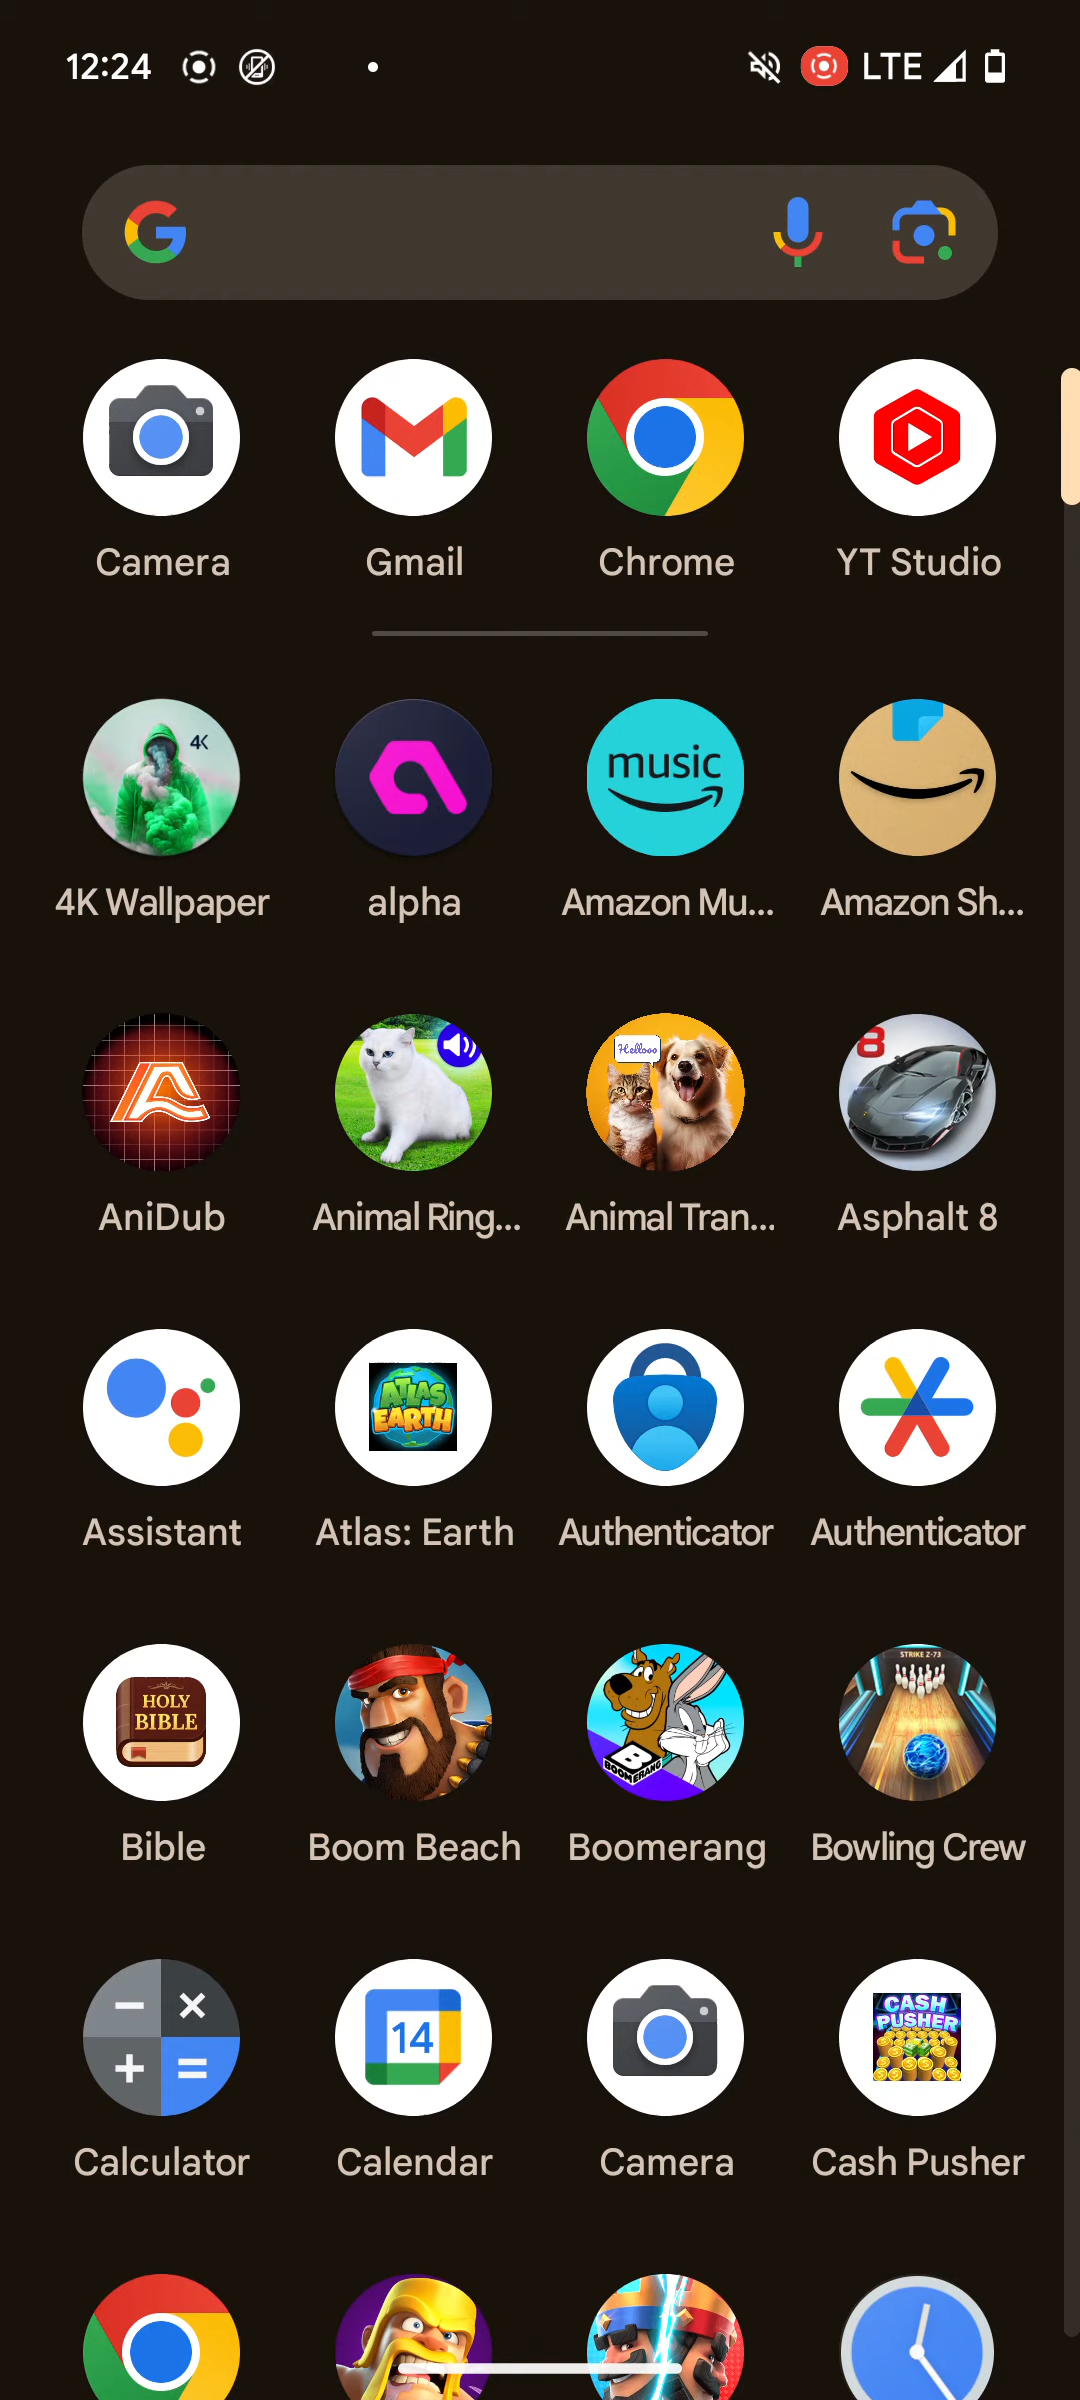 12:24
LTE
Camera
Gmail
Chrome
YT Studio
4K
music
4K Wallpaper
alpha
Amazon Mu...
Amazon Sh...
Hellooo
8
AniDub
Animal Ring...
Animal Tran...
Asphalt 8
ATLAS
EARTH
Assistant
Atlas: Earth
Authenticator
Authenticator
STRIKE Z-73
HOLY
BIBLE
B
BOOMERANG
Bible
Boom Beach
Boomerang
Bowling Crew
CASH
PUSHER
14
Calculator
Calendar
Camera
Cash Pusher